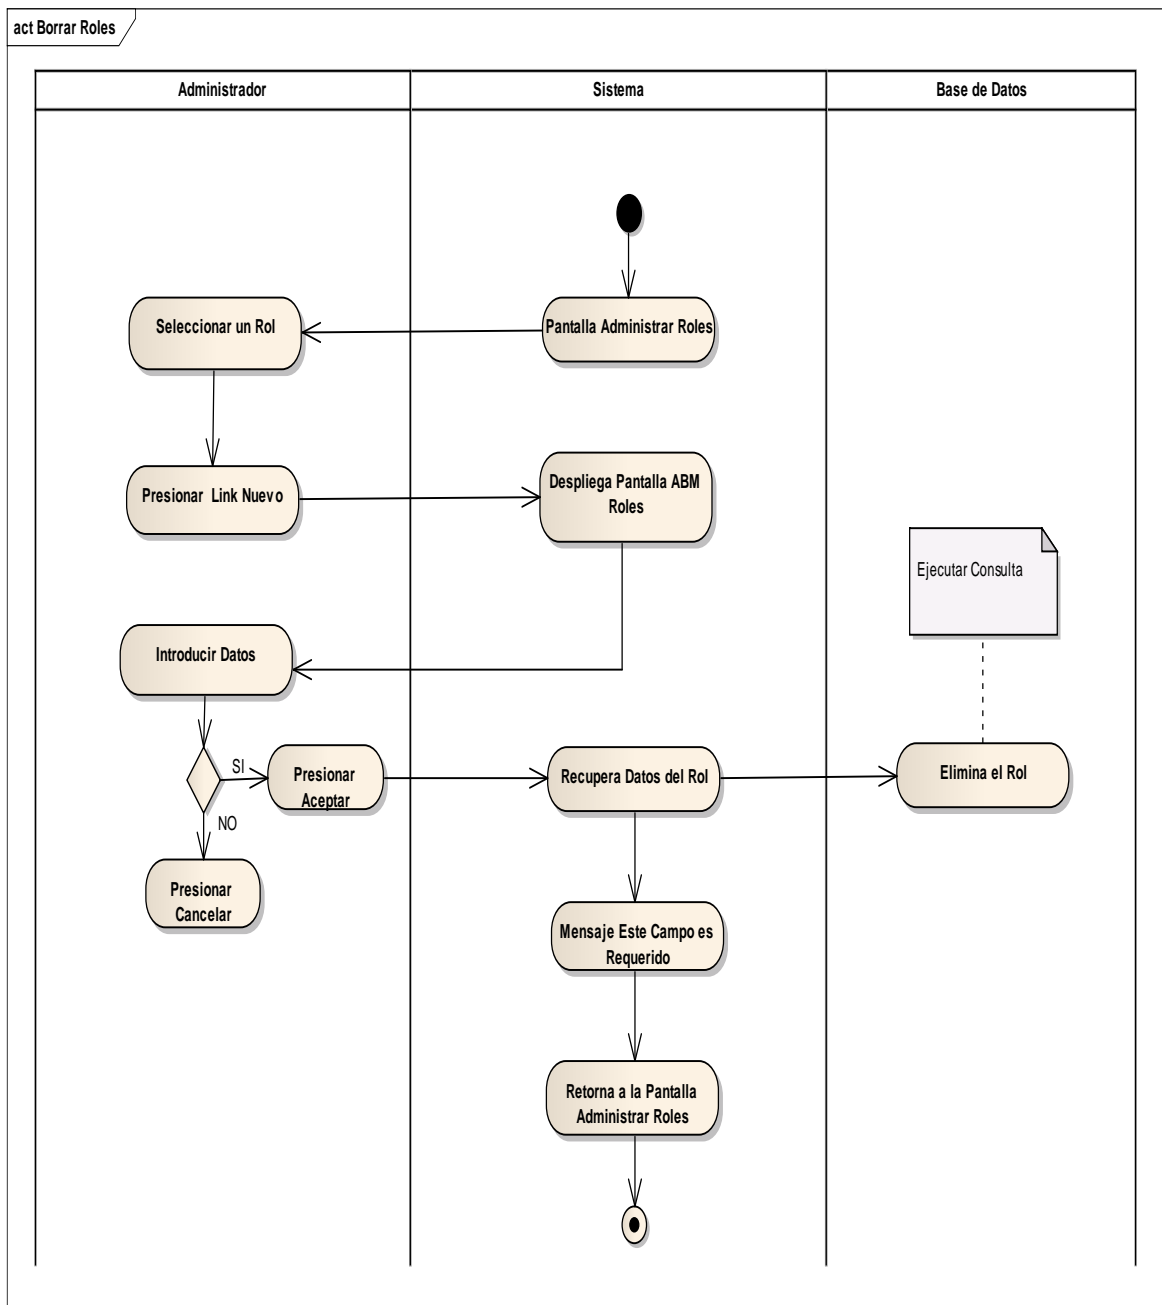 act Borrar Roles
Administrador
Sistema
Base de Datos
Seleccionar un Rol
Pantalla Administrar Roles
Presionar Link Nuevo
Despliega Pantalla ABM
Roles
Ejecutar Consulta
Introducir Datos
SI
Presionar
Aceptar
Recupera Datos del Rol
Elimina el Rol
NO
Presionar
Cancelar
Mensaje Este Campo es
Requerido
Retorna a la Pantalla
Administrar Roles